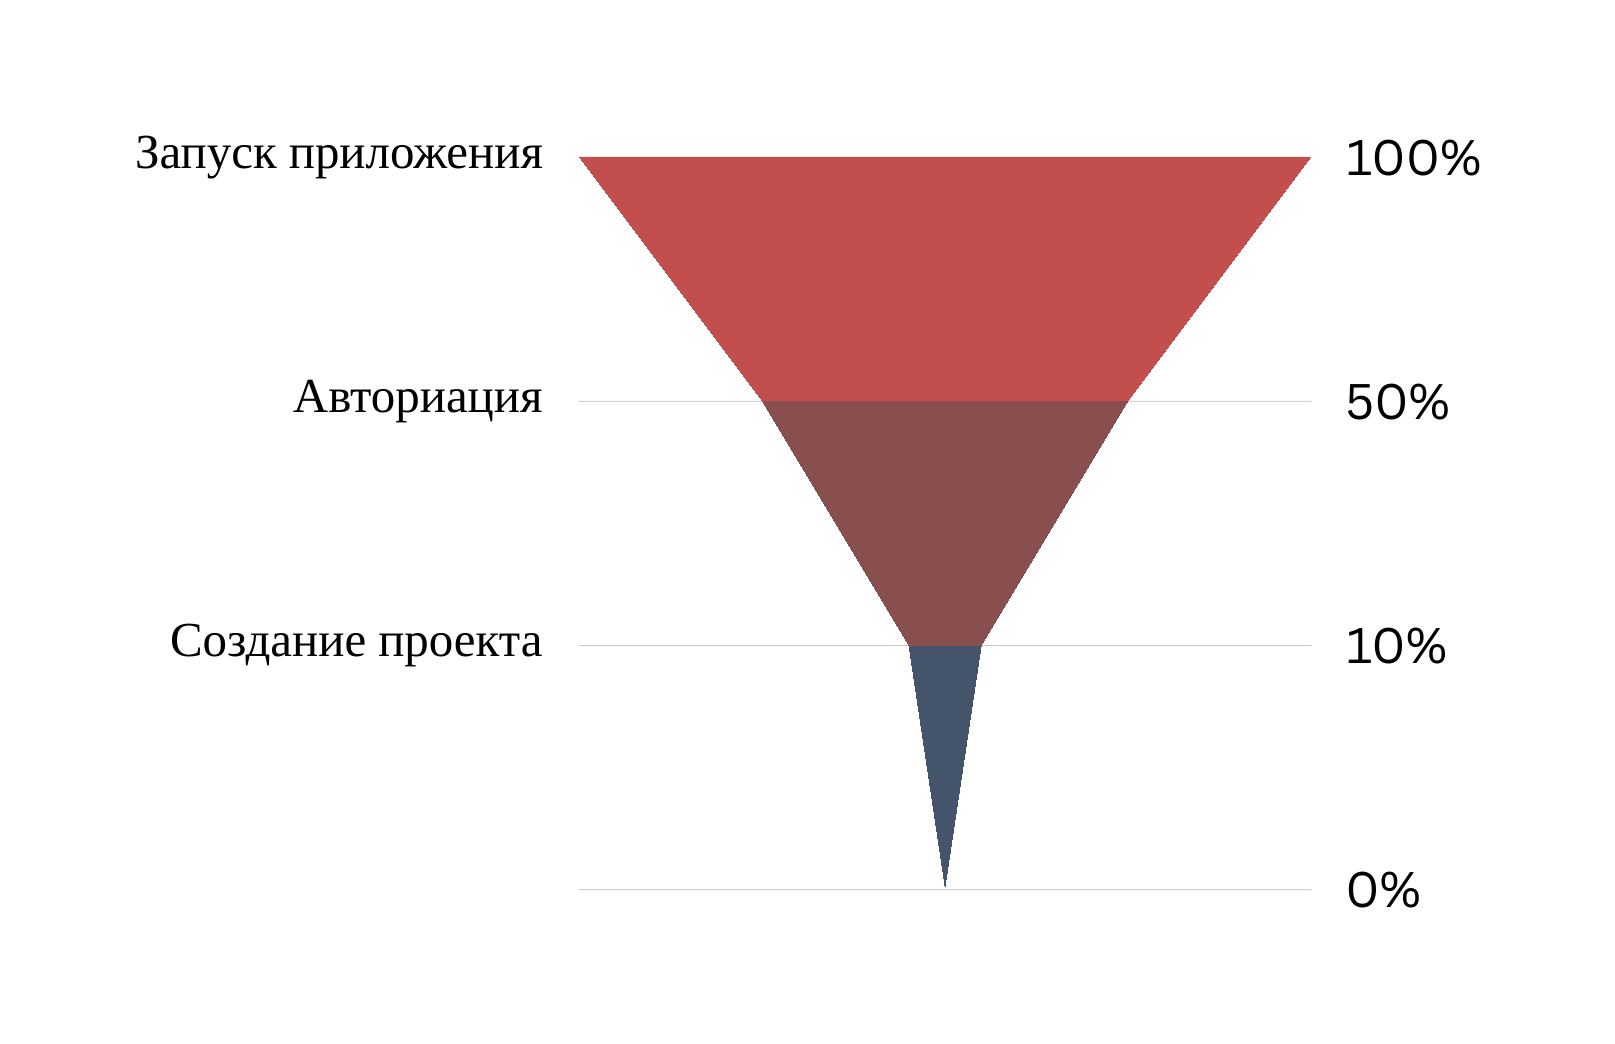 Запуск приложения 100%
Авториация 50%
Создание проекта 10%
0%